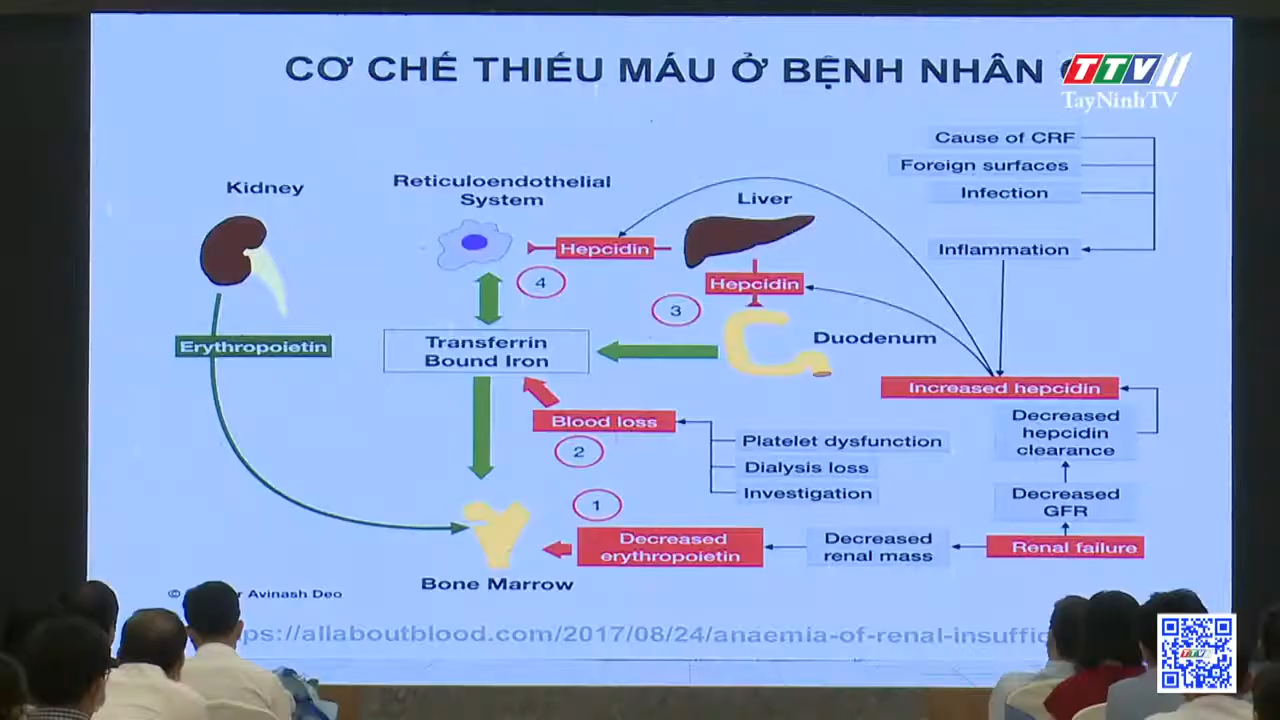 CƠ CHẾ THIẾU MÁU Ở BỆNH NHÂN
TTV11
TayNinhTV
Cause of CRF
Foreign surfaces
Infection
Inflammation
Kidney
Reticuloendothelial
System
Liver
Hepcidin
4
Hepcidin
3
Erythropoietin
Transferrin
Bound Iron
Duodenum
Increased hepcidin
Decreased
hepcidin
clearance
Blood loss
2
Platelet dysfunction
Dialysis loss
Investigation
Decreased
GFR
1
Decreased
erythropoietin
Decreased
renal mass
Renal failure
Bone Marrow
© r Avinash Deo
ps://allaboutblood.com/2017/08/24/anaemia-of-renal-insuffic
TTV